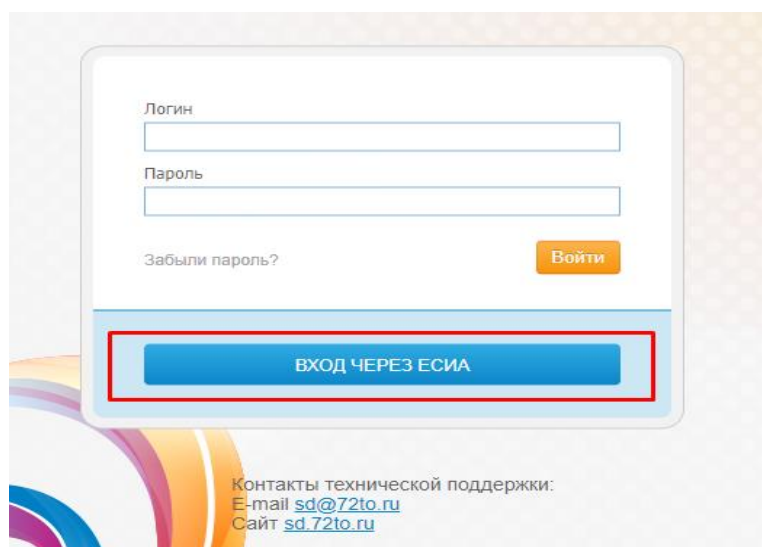 Логин
Пароль
Забыли пароль? Войти
ВХОД ЧЕРЕЗ ЕСИА
Контакты технической поддержки:
E-mail sd@72to.ru
Сайт sd.72to.ru